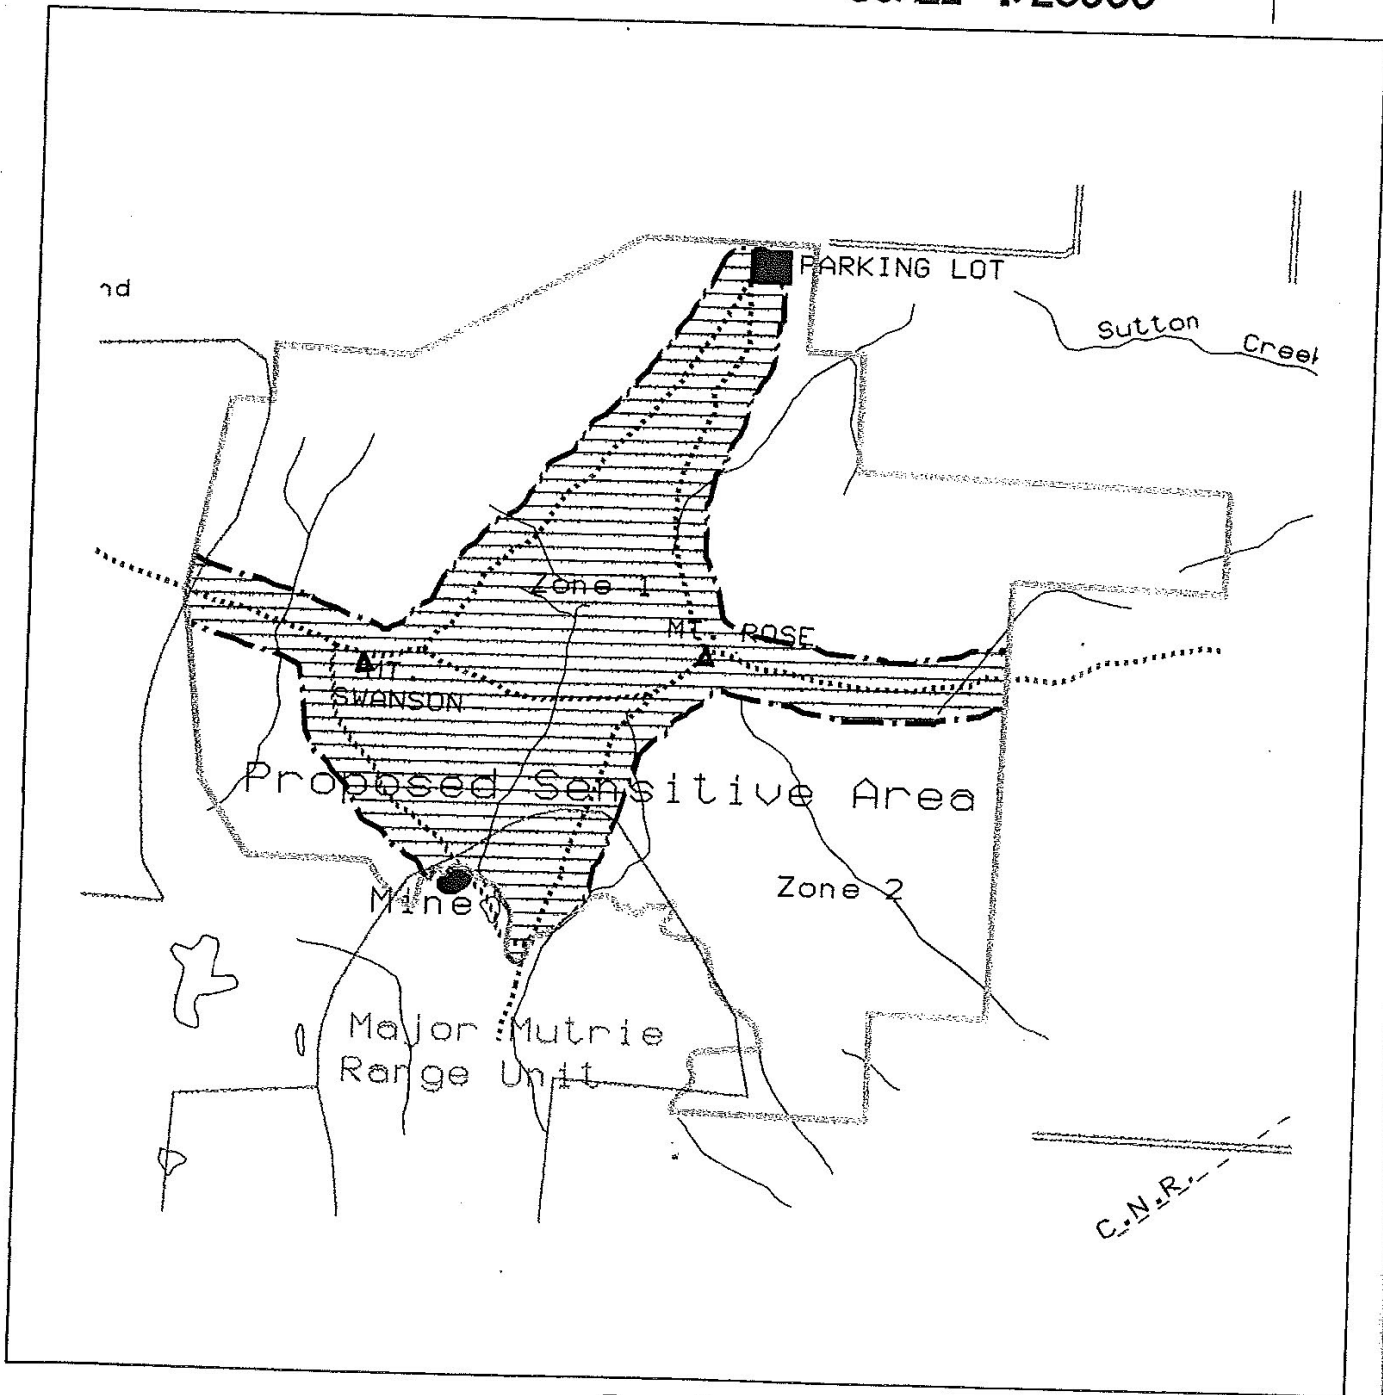 PARKING LOT
Sutton Creek
Zone 1
MT. ROSE
MT.
SWANSON
Proposed Sensitive Area
Zone 2
Mine
Major Mutrie
Range Unit
C.N.R.